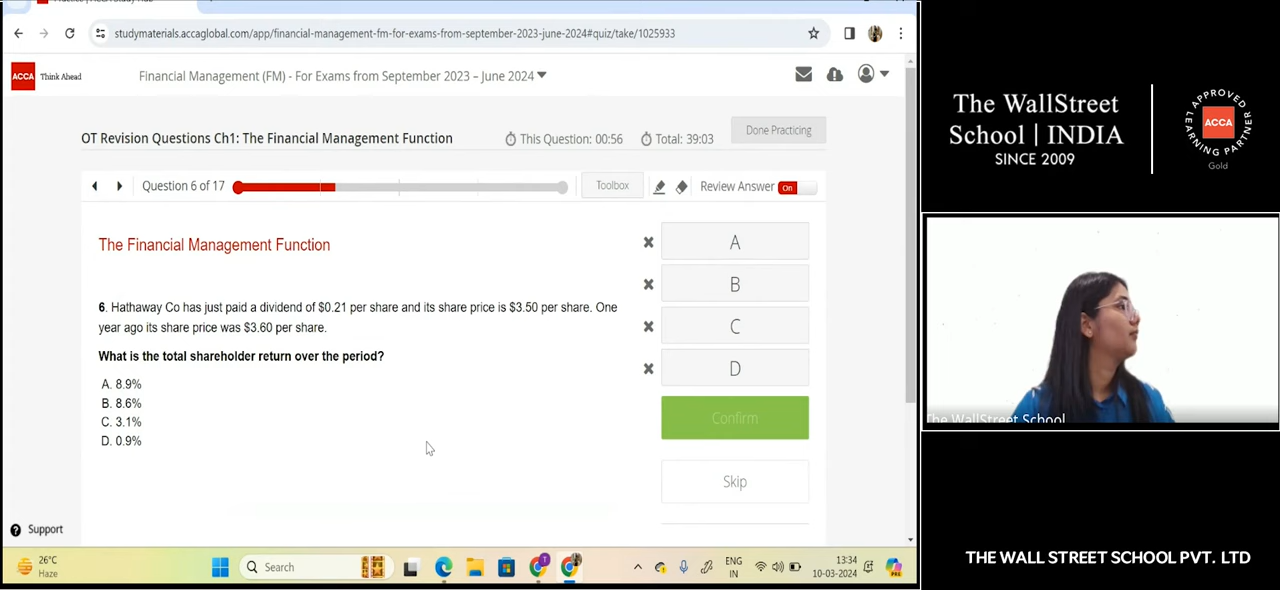 studymaterials.accaglobal.com/app/financial-management-fm-for-exams-from-september-2023-june-2024#quiz/take/1025933
ACCA Think Ahead
Financial Management (FM) - For Exams from September 2023 – June 2024
OT Revision Questions Ch1: The Financial Management Function
This Question: 00:56
Total: 39:03
Done Practicing
Question 6 of 17
Toolbox
Review Answer On
The Financial Management Function
6. Hathaway Co has just paid a dividend of $0.21 per share and its share price is $3.50 per share. One
year ago its share price was $3.60 per share.
What is the total shareholder return over the period?
A. 8.9%
B. 8.6%
C. 3.1%
D. 0.9%
A
B
C
D
Confirm
Skip
Support
26°C
Haze
Search
ENG
IN
13:34
10-03-2024
The WallStreet
School | INDIA
SINCE 2009
APPROVED
LEARNING PARTNER
ACCA
Gold
The WallStreet School
THE WALL STREET SCHOOL PVT. LTD